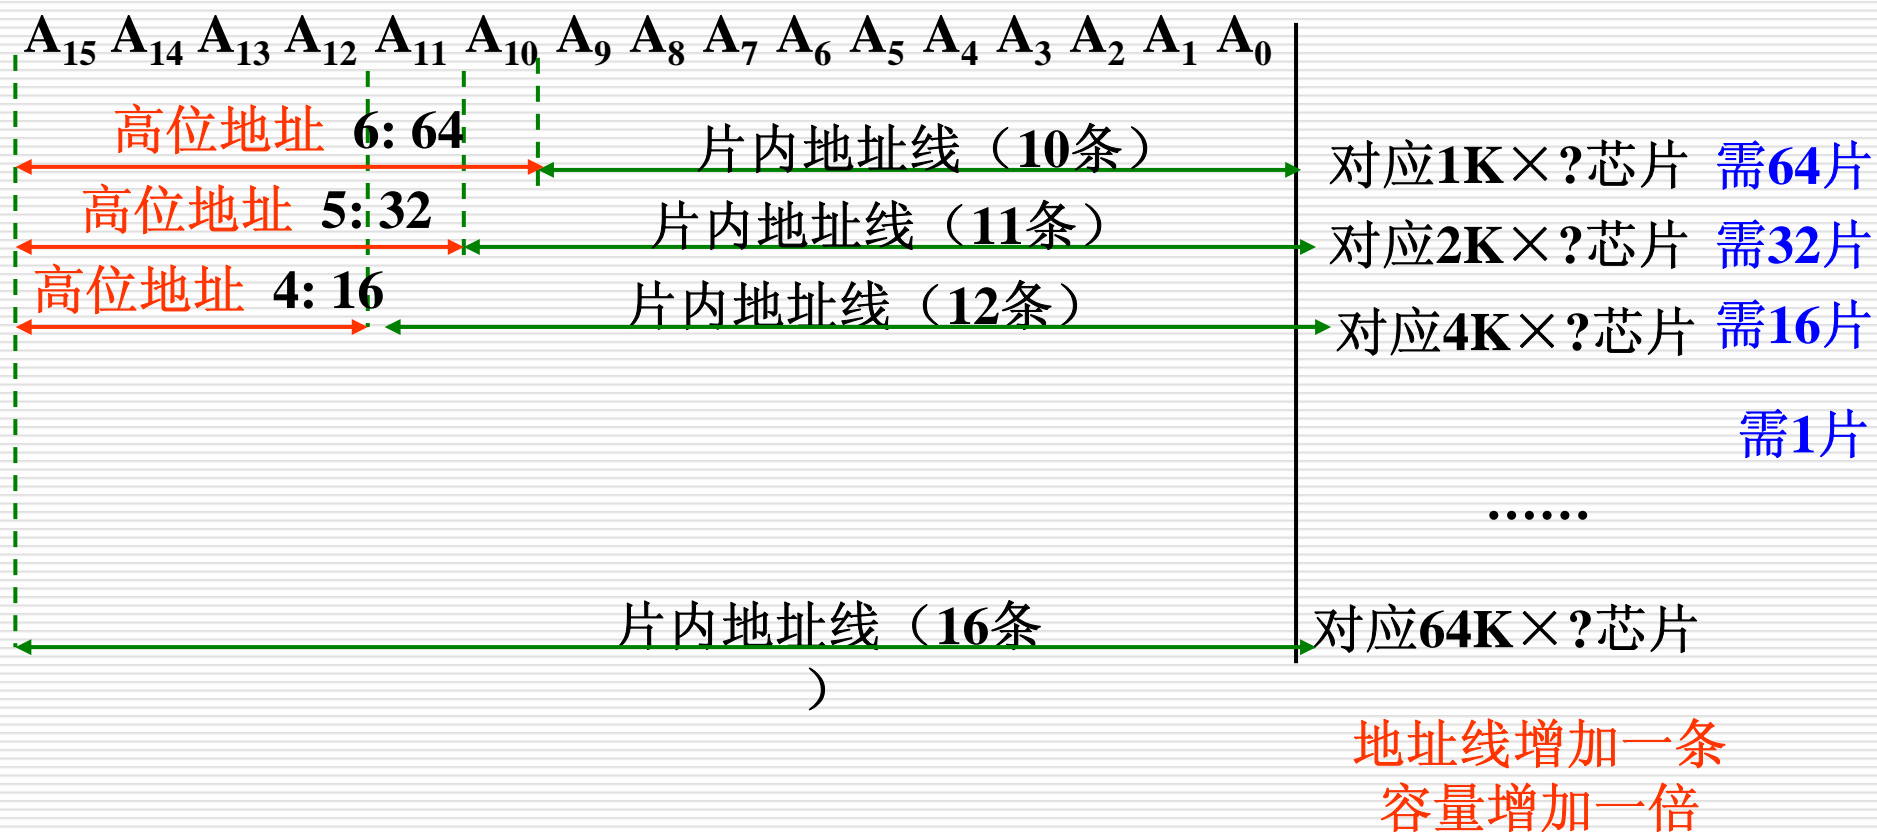 A15 A14 A13 A12 A11 A10 A9 A8 A7 A6 A5 A4 A3 A2 A1 A0
高位地址 6: 64 片内地址线（10条） 对应1K×?芯片 需64片
高位地址 5: 32 片内地址线（11条） 对应2K×?芯片 需32片
高位地址 4: 16 片内地址线（12条） 对应4K×?芯片 需16片
需1片
……
片内地址线（16条 对应64K×?芯片
）
地址线增加一条
容量增加一倍